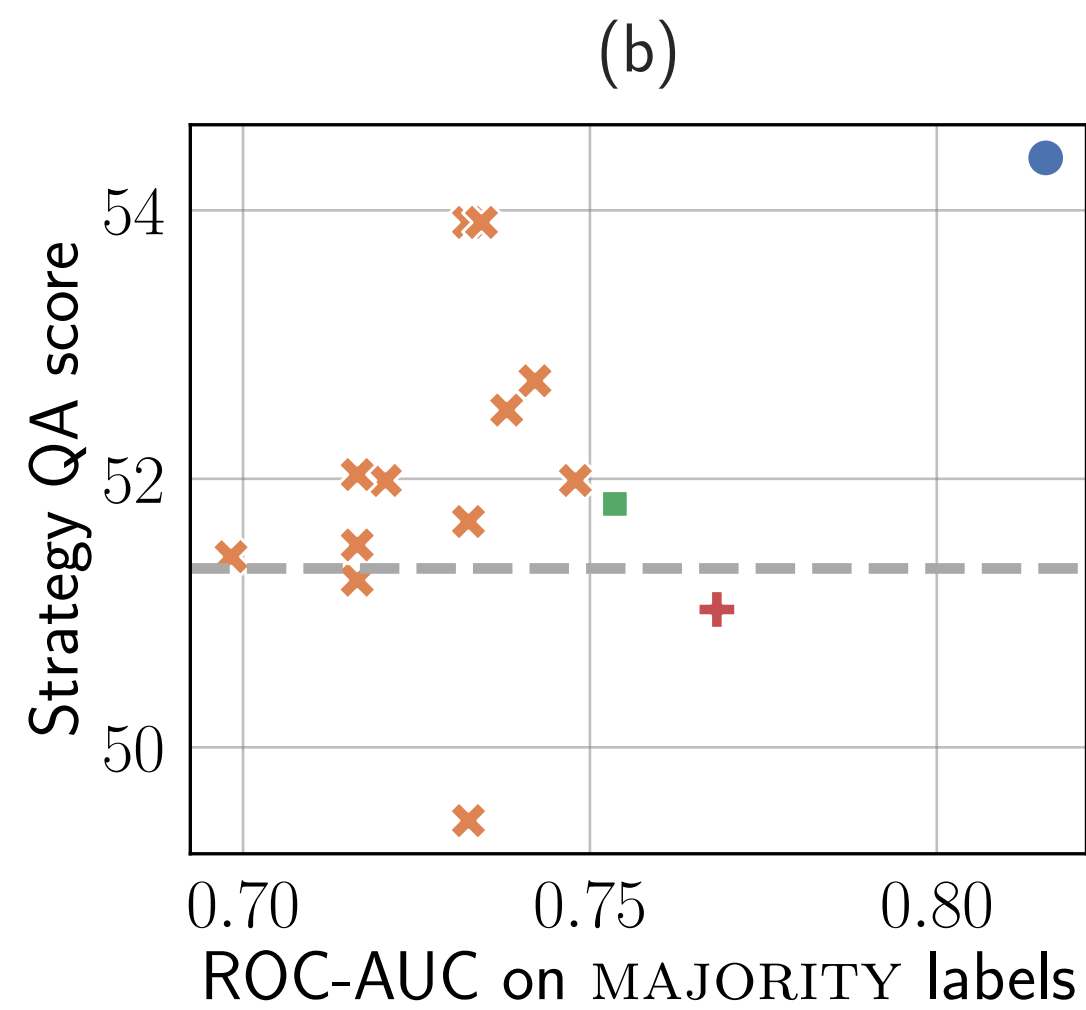 (b)
Strategy QA score
54
52
50
0.70 0.75 0.80
ROC-AUC on MAJORITY labels